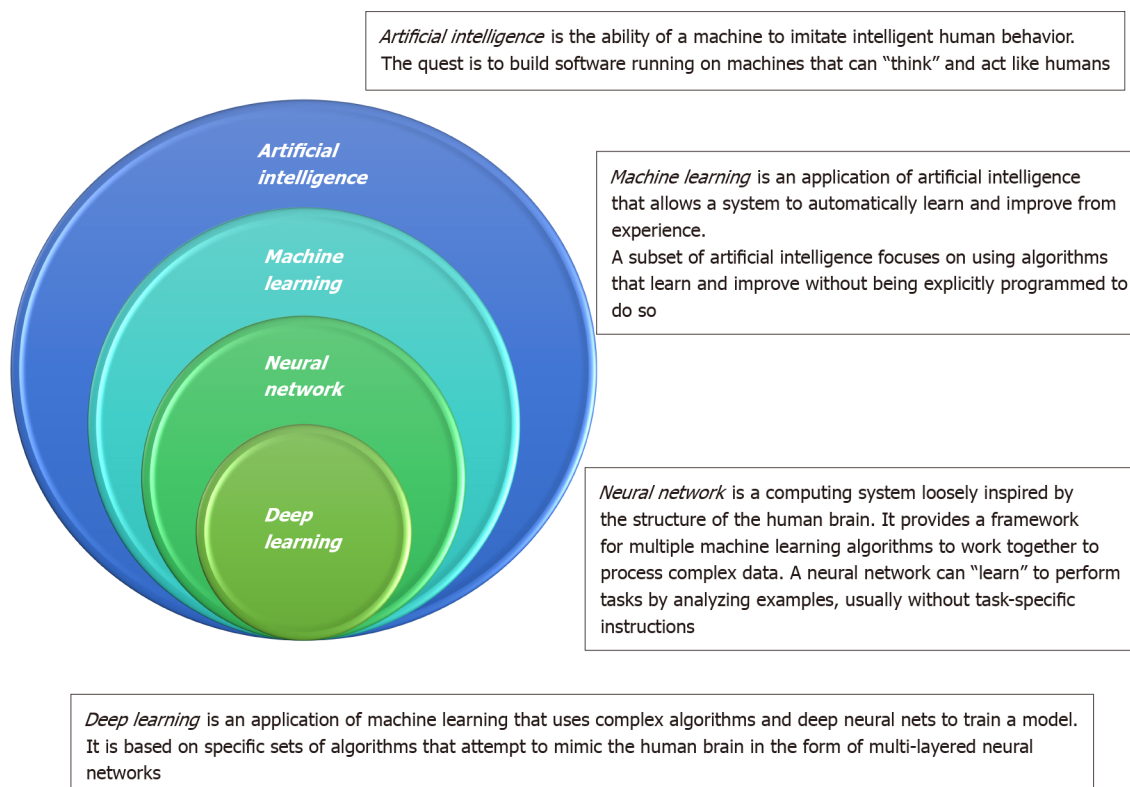 Artificial intelligence is the ability of a machine to imitate intelligent human behavior.
The quest is to build software running on machines that can “think” and act like humans
Artificial
intelligence
Machine learning is an application of artificial intelligence
that allows a system to automatically learn and improve from
experience.
A subset of artificial intelligence focuses on using algorithms
that learn and improve without being explicitly programmed to
do so
Machine
learning
Neural
network
Neural network is a computing system loosely inspired by
the structure of the human brain. It provides a framework
for multiple machine learning algorithms to work together to
process complex data. A neural network can “learn” to perform
tasks by analyzing examples, usually without task-specific
instructions
Deep
learning
Deep learning is an application of machine learning that uses complex algorithms and deep neural nets to train a model.
It is based on specific sets of algorithms that attempt to mimic the human brain in the form of multi-layered neural
networks